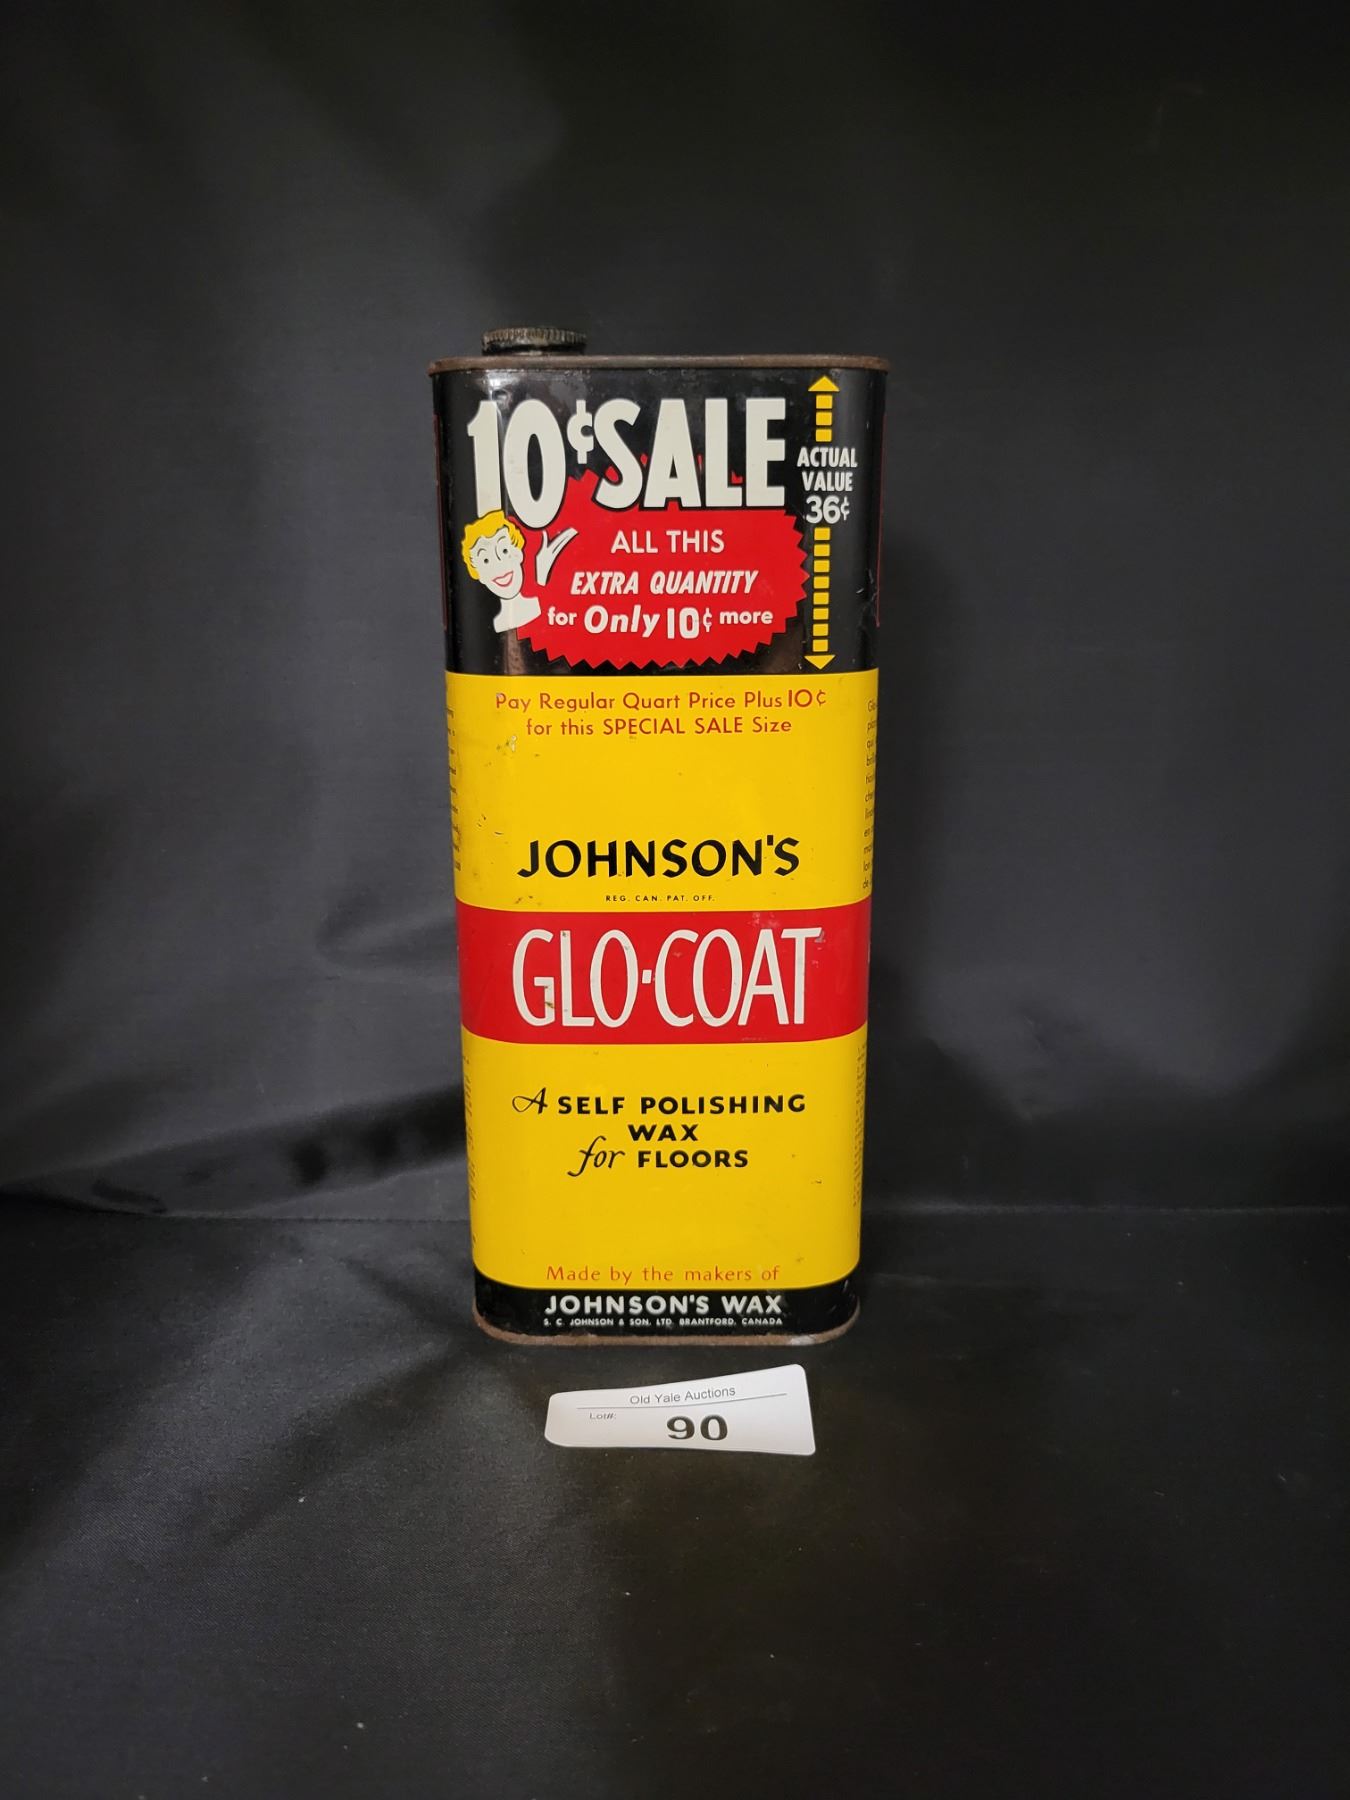 10¢ SALE
ACTUAL
VALUE
36¢
ALL THIS
EXTRA QUANTITY
for Only 10¢ more
Pay Regular Quart Price Plus 10¢
for this SPECIAL SALE Size
JOHNSON'S
REG. CAN. PAT. OFF.
GLO·COAT
A SELF POLISHING
WAX
for FLOORS
Made by the makers of
JOHNSON'S WAX
S. C. JOHNSON & SON, LTD. BRANTFORD, CANADA
Old Yale Auctions
Lot#:
90